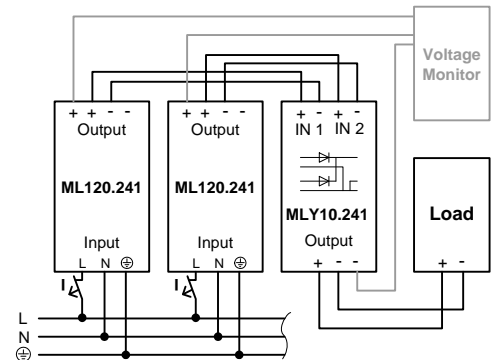 Voltage
Monitor
+ + - -
Output
ML120.241
Input
L N ⏚
I
+ + - -
Output
ML120.241
Input
L N ⏚
I
+ - + -
IN 1 IN 2
MLY10.241
Output
+ - -
Load
+ -
L
N
⏚